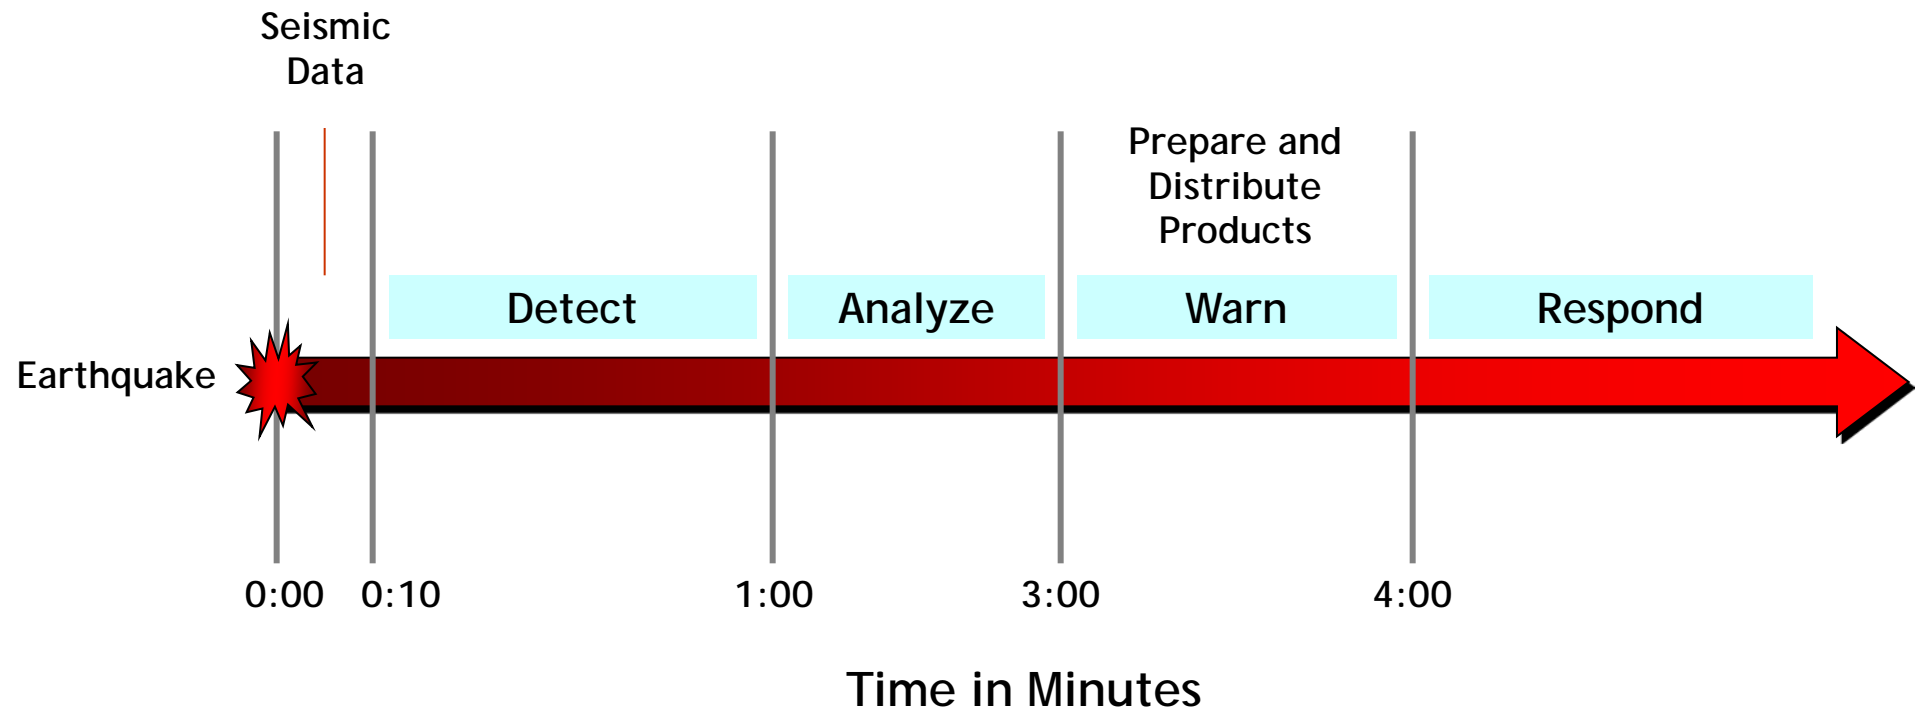 Seismic
Data
Prepare and
Distribute
Products
Detect
Analyze
Warn
Respond
Earthquake
0:00
0:10
1:00
3:00
4:00
Time in Minutes